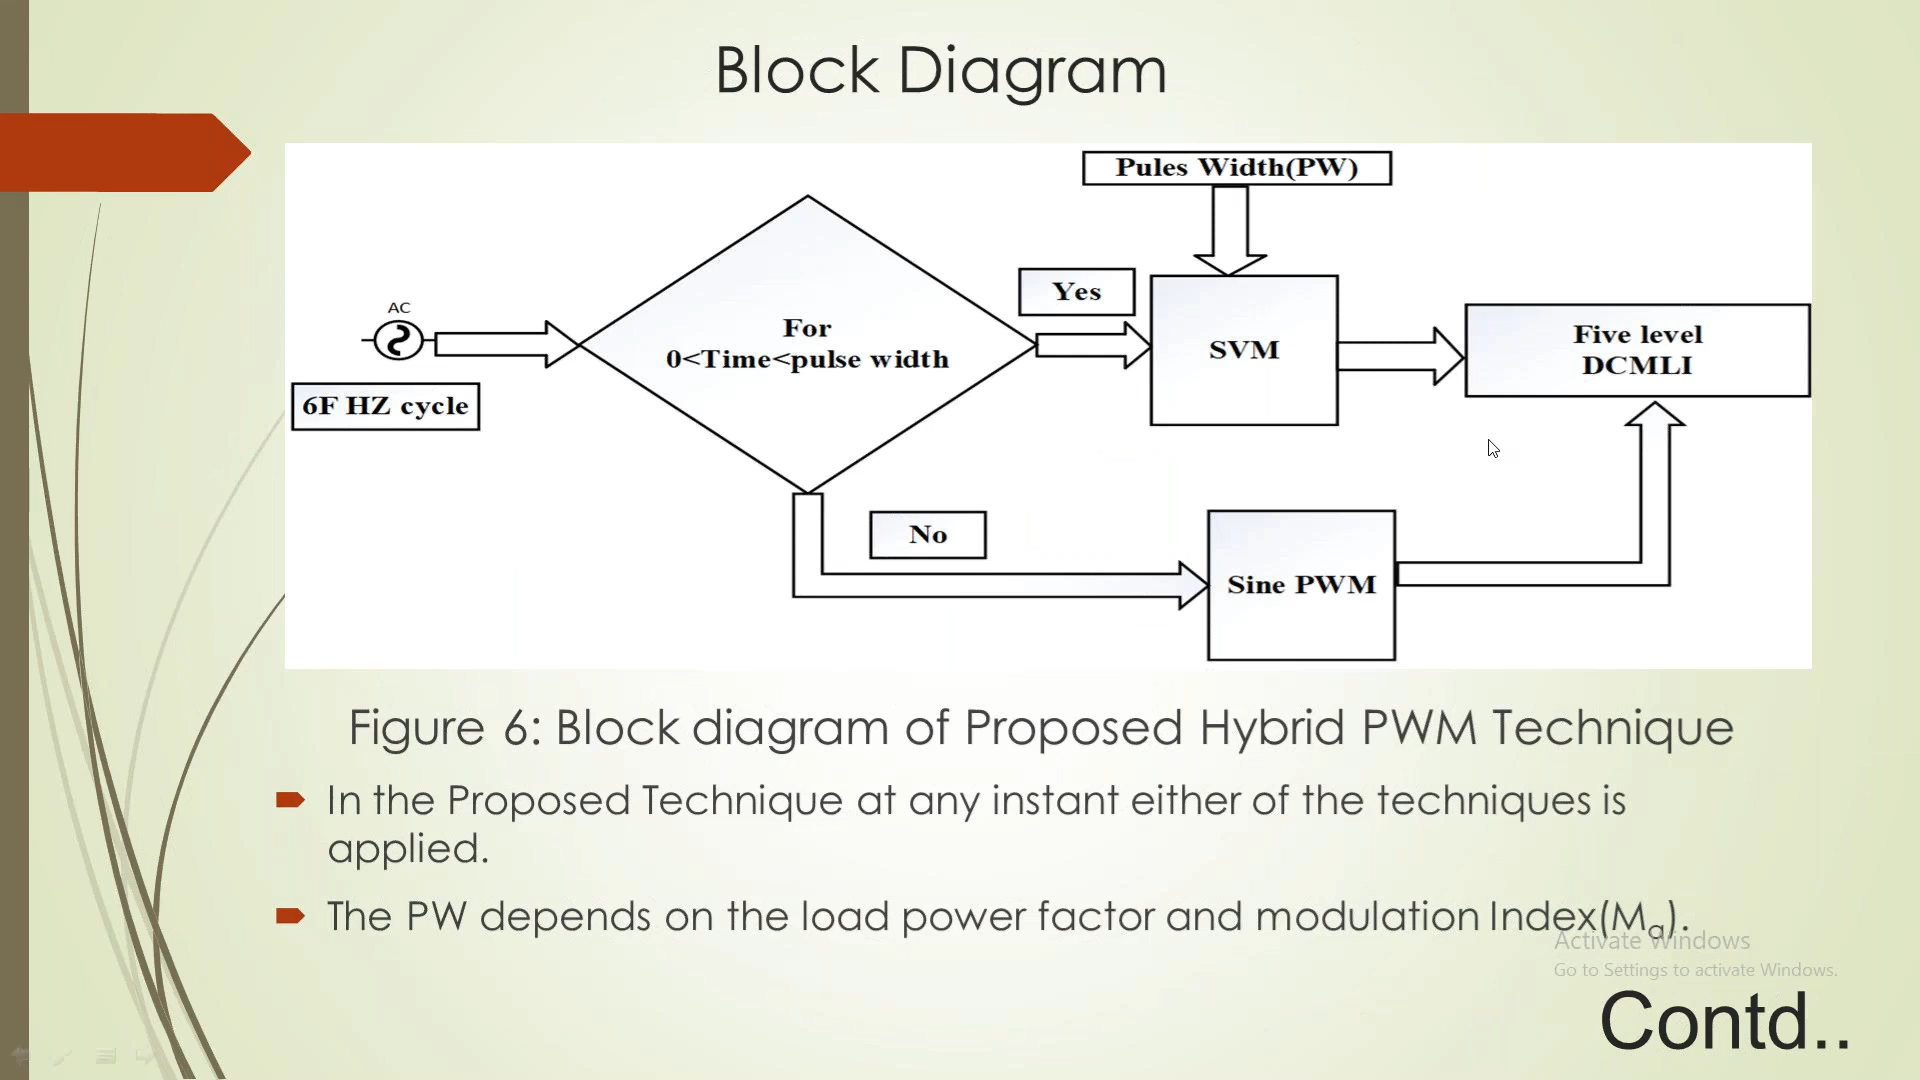 Block Diagram
Pules Width(PW)
AC
6F HZ cycle
For
0<Time<pulse width
Yes
SVM
Five level
DCMLI
No
Sine PWM
Figure 6: Block diagram of Proposed Hybrid PWM Technique
In the Proposed Technique at any instant either of the techniques is
applied.
The PW depends on the load power factor and modulation Index(Ma).
Activate Windows
Go to Settings to activate Windows.
Contd..